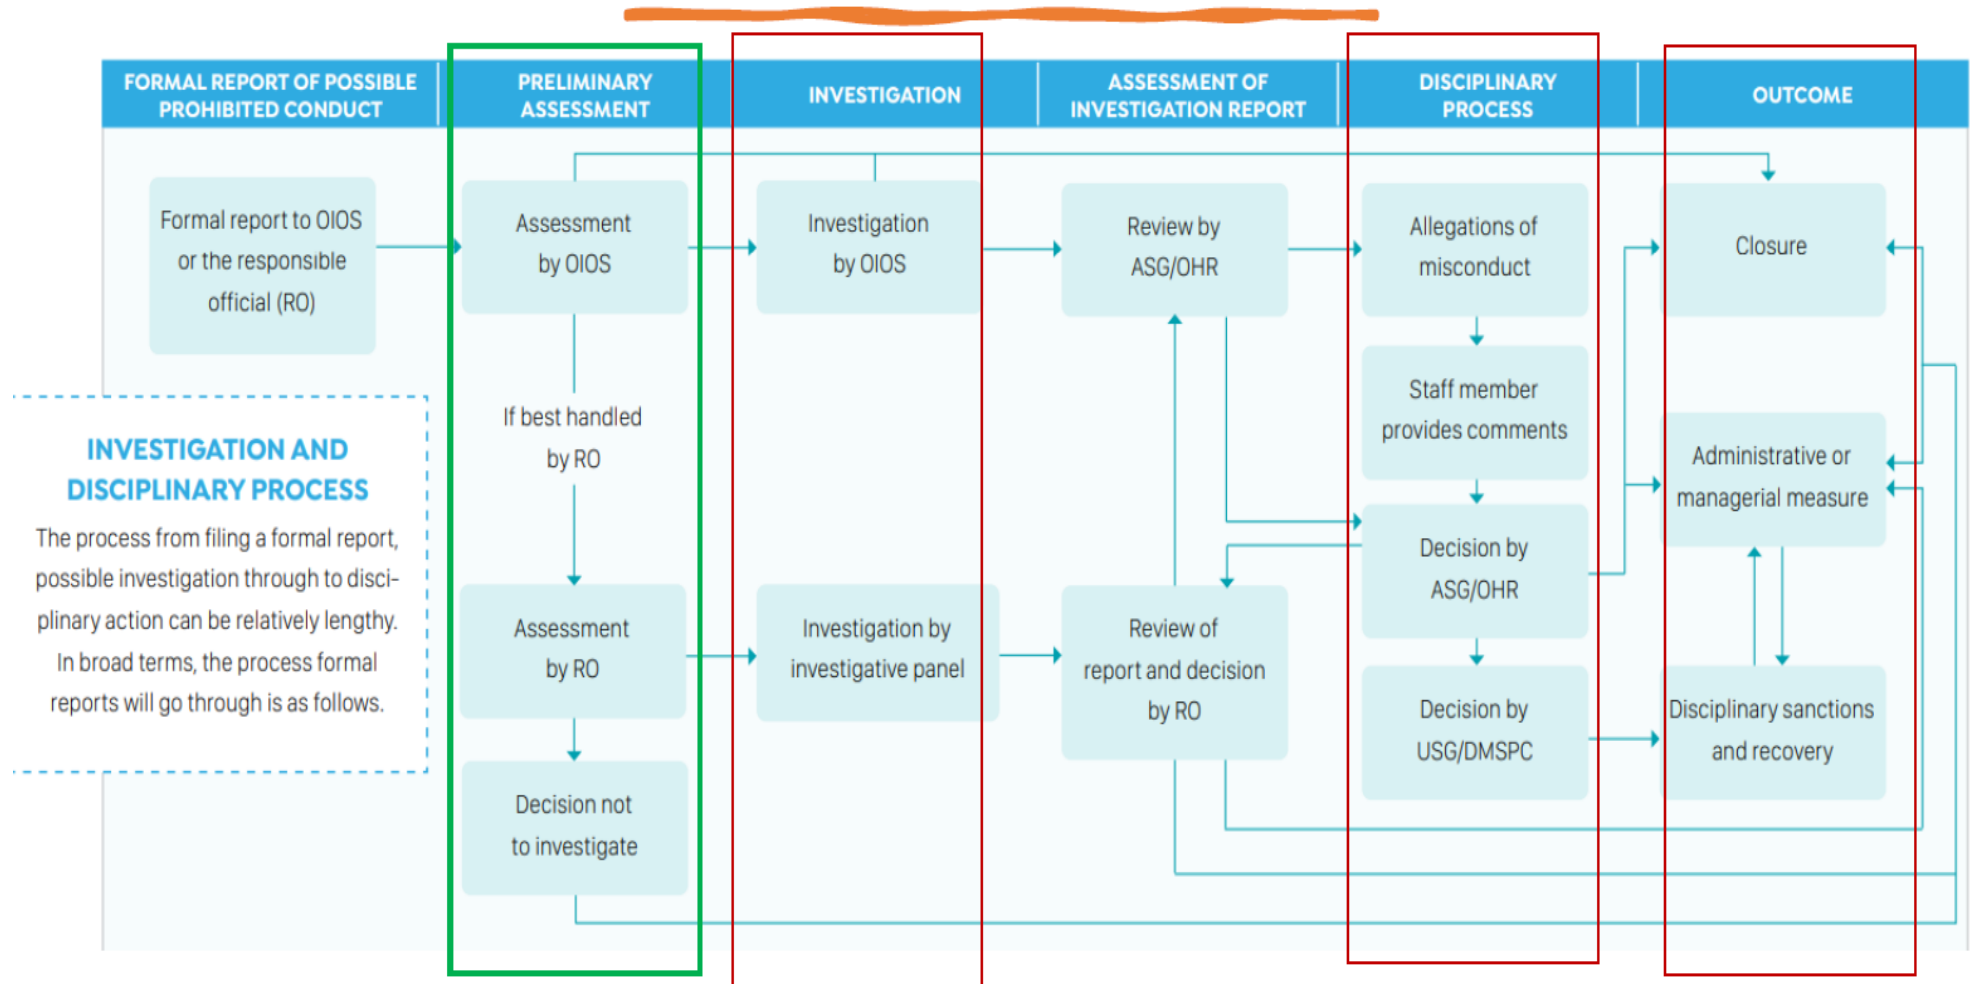 FORMAL REPORT OF POSSIBLE
PROHIBITED CONDUCT
PRELIMINARY
ASSESSMENT
INVESTIGATION
ASSESSMENT OF
INVESTIGATION REPORT
DISCIPLINARY
PROCESS
OUTCOME
Formal report to OIOS
or the responsible
official (RO)
Assessment
by OIOS
Investigation
by OIOS
Review by
ASG/OHR
Allegations of
misconduct
Closure
If best handled
by RO
Staff member
provides comments
Administrative or
managerial measure
INVESTIGATION AND
DISCIPLINARY PROCESS
The process from filing a formal report,
possible investigation through to disci-
plinary action can be relatively lengthy.
In broad terms, the process formal
reports will go through is as follows.
Decision by
ASG/OHR
Assessment
by RO
Investigation by
investigative panel
Review of
report and decision
by RO
Decision by
USG/DMSPC
Disciplinary sanctions
and recovery
Decision not
to investigate